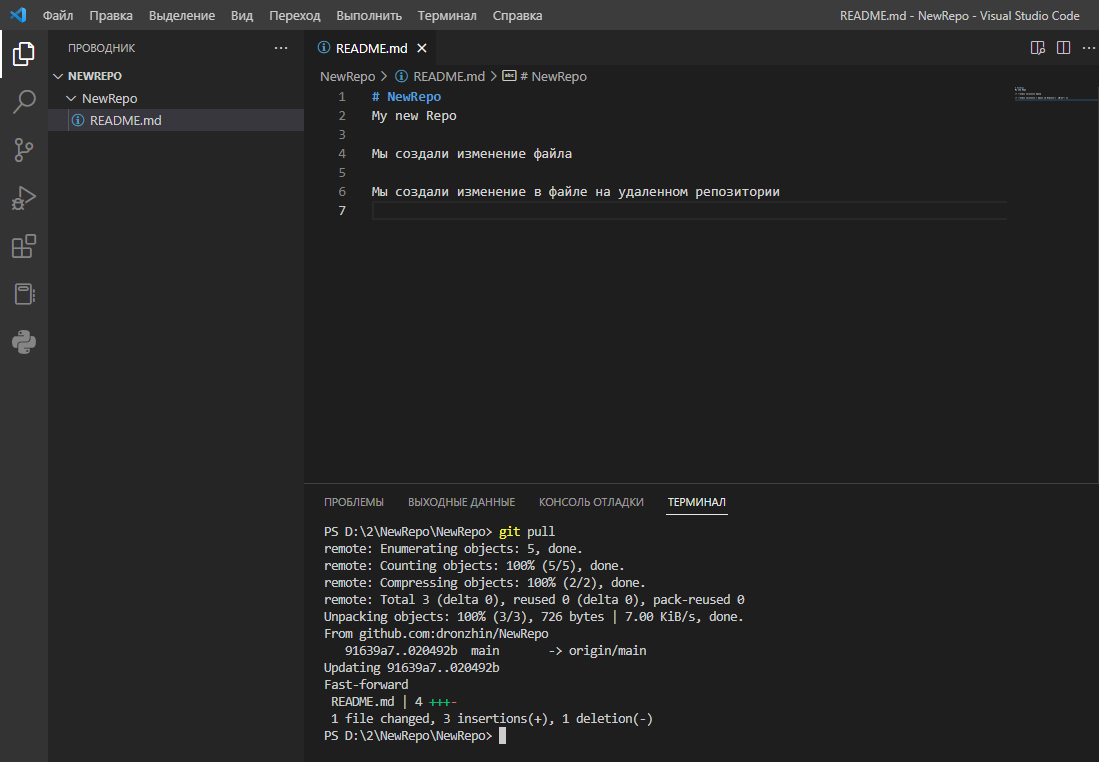 Файл Правка Выделение Вид Переход Выполнить Терминал Справка README.md - NewRepo - Visual Studio Code
ПРОВОДНИК
NEWREPO
NewRepo
README.md
README.md
NewRepo > README.md > # NewRepo
1 # NewRepo
2 My new Repo
3
4 Мы создали изменение файла
5
6 Мы создали изменение в файле на удаленном репозитории
7
ПРОБЛЕМЫ ВЫХОДНЫЕ ДАННЫЕ КОНСОЛЬ ОТЛАДКИ ТЕРМИНАЛ
PS D:\2\NewRepo\NewRepo> git pull
remote: Enumerating objects: 5, done.
remote: Counting objects: 100% (5/5), done.
remote: Compressing objects: 100% (2/2), done.
remote: Total 3 (delta 0), reused 0 (delta 0), pack-reused 0
Unpacking objects: 100% (3/3), 726 bytes | 7.00 KiB/s, done.
From github.com:dronzhin/NewRepo
91639a7..020492b main -> origin/main
Updating 91639a7..020492b
Fast-forward
README.md | 4 +++-
1 file changed, 3 insertions(+), 1 deletion(-)
PS D:\2\NewRepo\NewRepo>